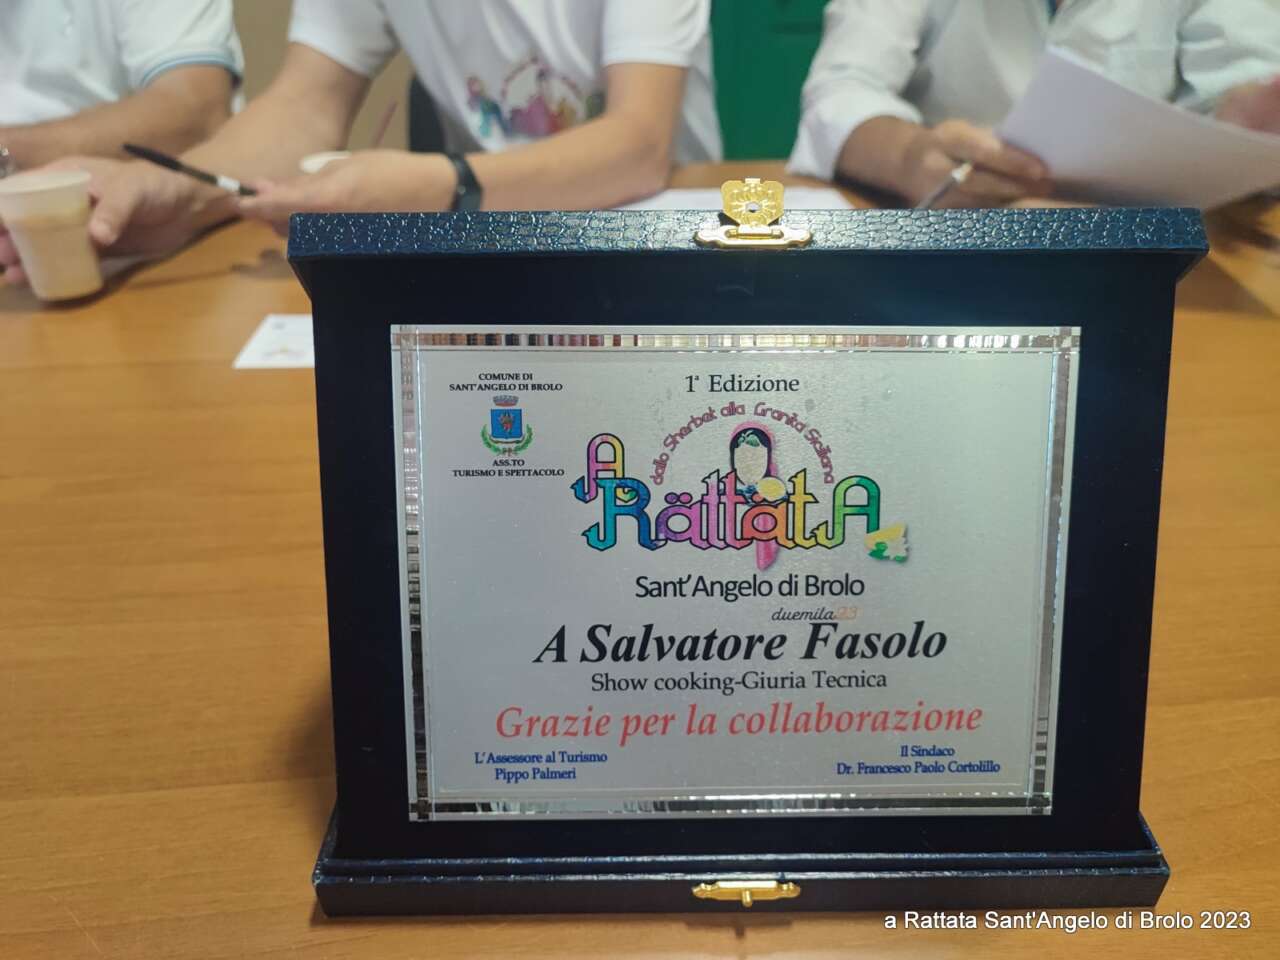 COMUNE DI
SANT'ANGELO DI BROLO
ASS.TO
TURISMO E SPETTACOLO
1ª Edizione
dallo Sherbet alla Granita Siciliana
A RättatA
Sant'Angelo di Brolo
duemila23
A Salvatore Fasolo
Show cooking-Giuria Tecnica
Grazie per la collaborazione
L'Assessore al Turismo
Pippo Palmeri
Il Sindaco
Dr. Francesco Paolo Cortolillo
a Rattata Sant'Angelo di Brolo 2023